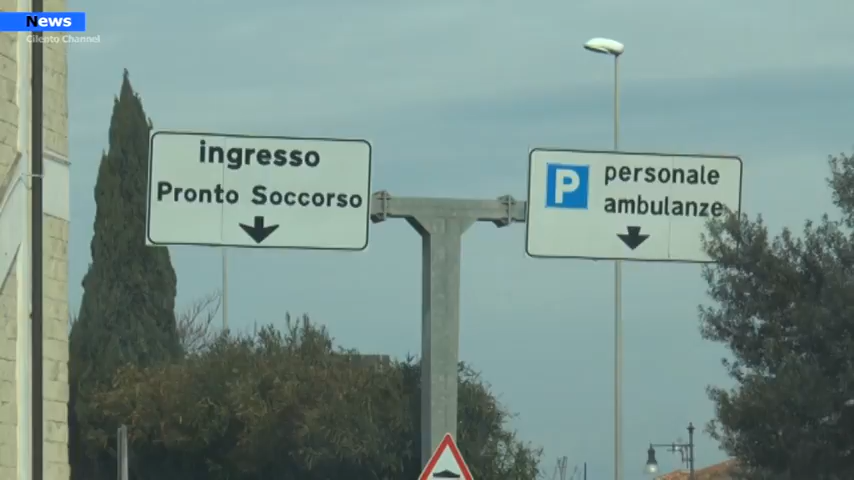 News
Cilento Channel
ingresso
Pronto Soccorso
P personale
ambulanze